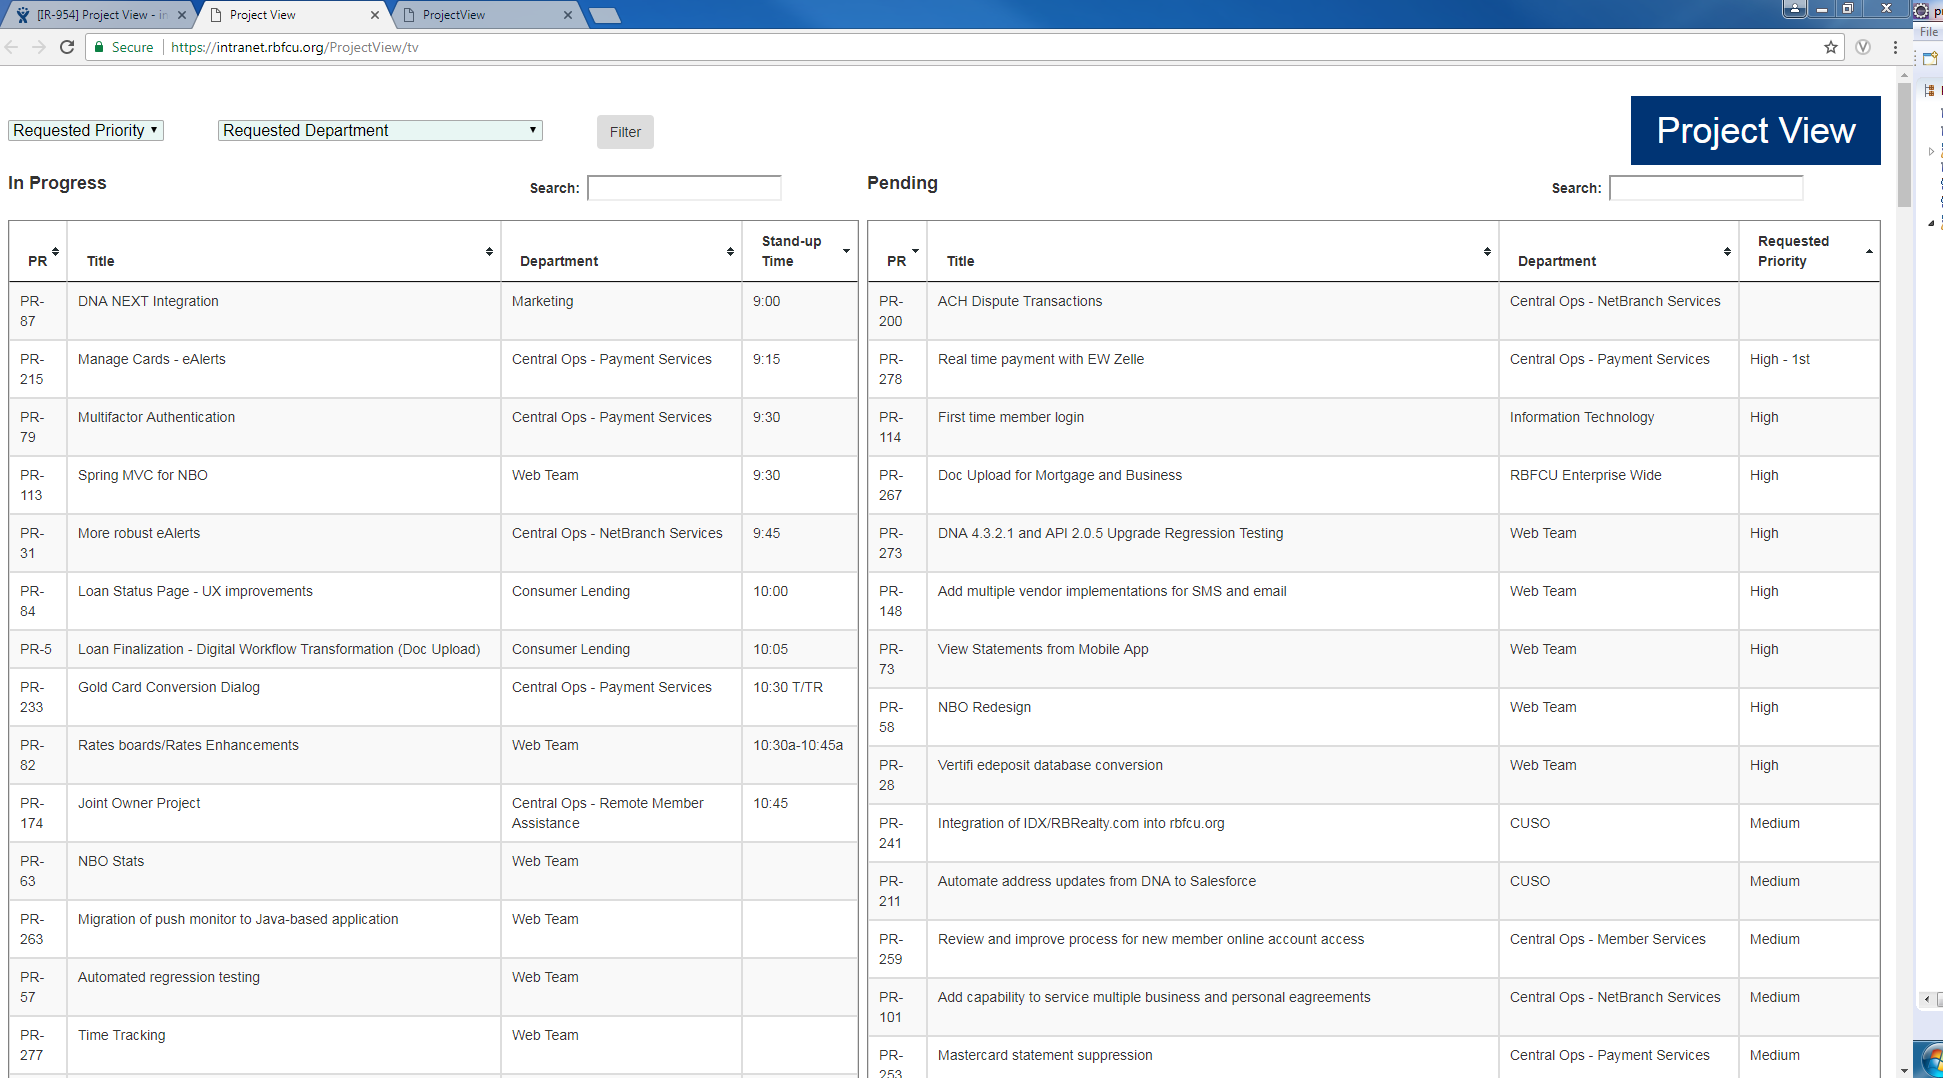 [IR-954] Project View - in
Project View
ProjectView
Secure
https://intranet.rbfcu.org/ProjectView/tv
File
Requested Priority
Requested Department
Filter
Project View
In Progress
Search:
Pending
Search:
PR Title Department Stand-up Time
PR-87 DNA NEXT Integration Marketing 9:00
PR-215 Manage Cards - eAlerts Central Ops - Payment Services 9:15
PR-79 Multifactor Authentication Central Ops - Payment Services 9:30
PR-113 Spring MVC for NBO Web Team 9:30
PR-31 More robust eAlerts Central Ops - NetBranch Services 9:45
PR-84 Loan Status Page - UX improvements Consumer Lending 10:00
PR-5 Loan Finalization - Digital Workflow Transformation (Doc Upload) Consumer Lending 10:05
PR-233 Gold Card Conversion Dialog Central Ops - Payment Services 10:30 T/TR
PR-82 Rates boards/Rates Enhancements Web Team 10:30a-10:45a
PR-174 Joint Owner Project Central Ops - Remote Member Assistance 10:45
PR-63 NBO Stats Web Team
PR-263 Migration of push monitor to Java-based application Web Team
PR-57 Automated regression testing Web Team
PR-277 Time Tracking Web Team
PR Title Department Requested Priority
PR-200 ACH Dispute Transactions Central Ops - NetBranch Services
PR-278 Real time payment with EW Zelle Central Ops - Payment Services High - 1st
PR-114 First time member login Information Technology High
PR-267 Doc Upload for Mortgage and Business RBFCU Enterprise Wide High
PR-273 DNA 4.3.2.1 and API 2.0.5 Upgrade Regression Testing Web Team High
PR-148 Add multiple vendor implementations for SMS and email Web Team High
PR-73 View Statements from Mobile App Web Team High
PR-58 NBO Redesign Web Team High
PR-28 Vertifi edeposit database conversion Web Team High
PR-241 Integration of IDX/RBRealty.com into rbfcu.org CUSO Medium
PR-211 Automate address updates from DNA to Salesforce CUSO Medium
PR-259 Review and improve process for new member online account access Central Ops - Member Services Medium
PR-101 Add capability to service multiple business and personal eagreements Central Ops - NetBranch Services Medium
PR-253 Mastercard statement suppression Central Ops - Payment Services Medium